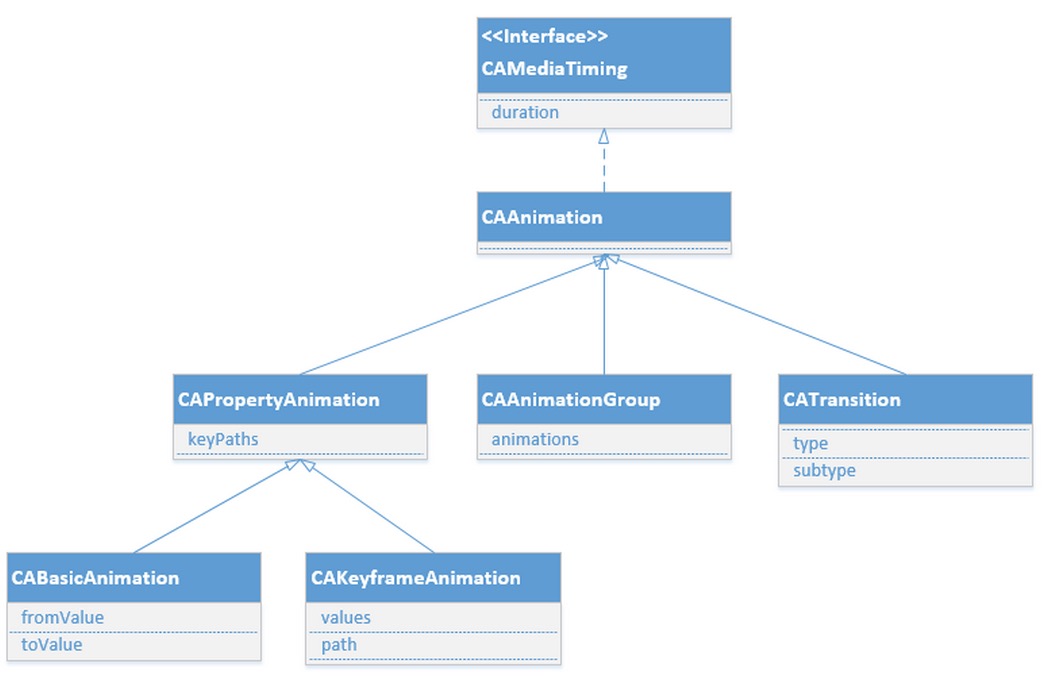 <<Interface>>
CAMediaTiming
duration
CAAnimation
CAPropertyAnimation
keyPaths
CAAnimationGroup
animations
CATransition
type
subtype
CABasicAnimation
fromValue
toValue
CAKeyframeAnimation
values
path